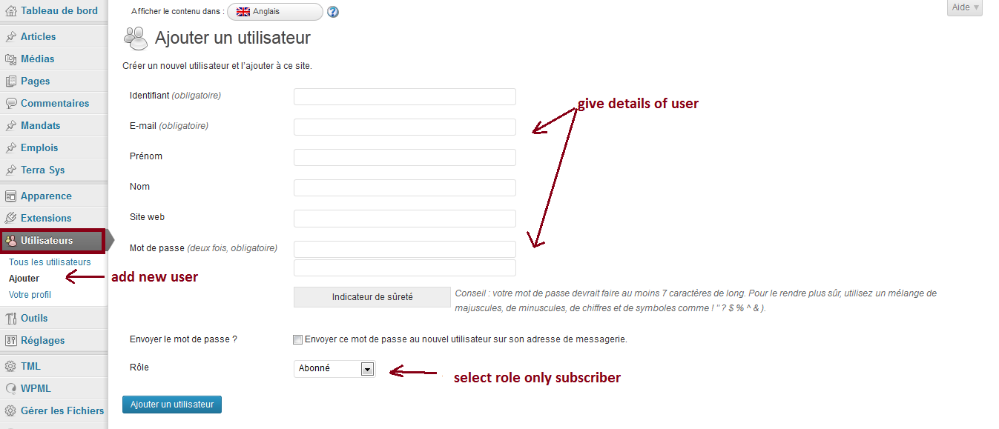 Tableau de bord
Articles
Médias
Pages
Commentaires
Mandats
Emplois
Terra Sys
Apparence
Extensions
Utilisateurs
Tous les utilisateurs
Ajouter
add new user
Votre profil
Outils
Réglages
TML
WPML
Gérer les Fichiers
Afficher le contenu dans : Anglais ?
Aide
Ajouter un utilisateur
Créer un nouvel utilisateur et l'ajouter à ce site.
Identifiant (obligatoire)
give details of user
E-mail (obligatoire)
Prénom
Nom
Site web
Mot de passe (deux fois, obligatoire)
Indicateur de sûreté
Conseil : votre mot de passe devrait faire au moins 7 caractères de long. Pour le rendre plus sûr, utilisez un mélange de
majuscules, de minuscules, de chiffres et de symboles comme ! " ? $ % ^ & ).
Envoyer le mot de passe ? Envoyer ce mot de passe au nouvel utilisateur sur son adresse de messagerie.
Rôle Abonné
select role only subscriber
Ajouter un utilisateur